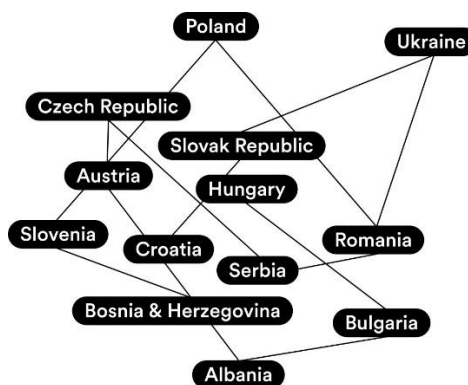 Poland
Ukraine
Czech Republic
Slovak Republic
Austria
Hungary
Slovenia
Croatia
Romania
Serbia
Bosnia & Herzegovina
Bulgaria
Albania